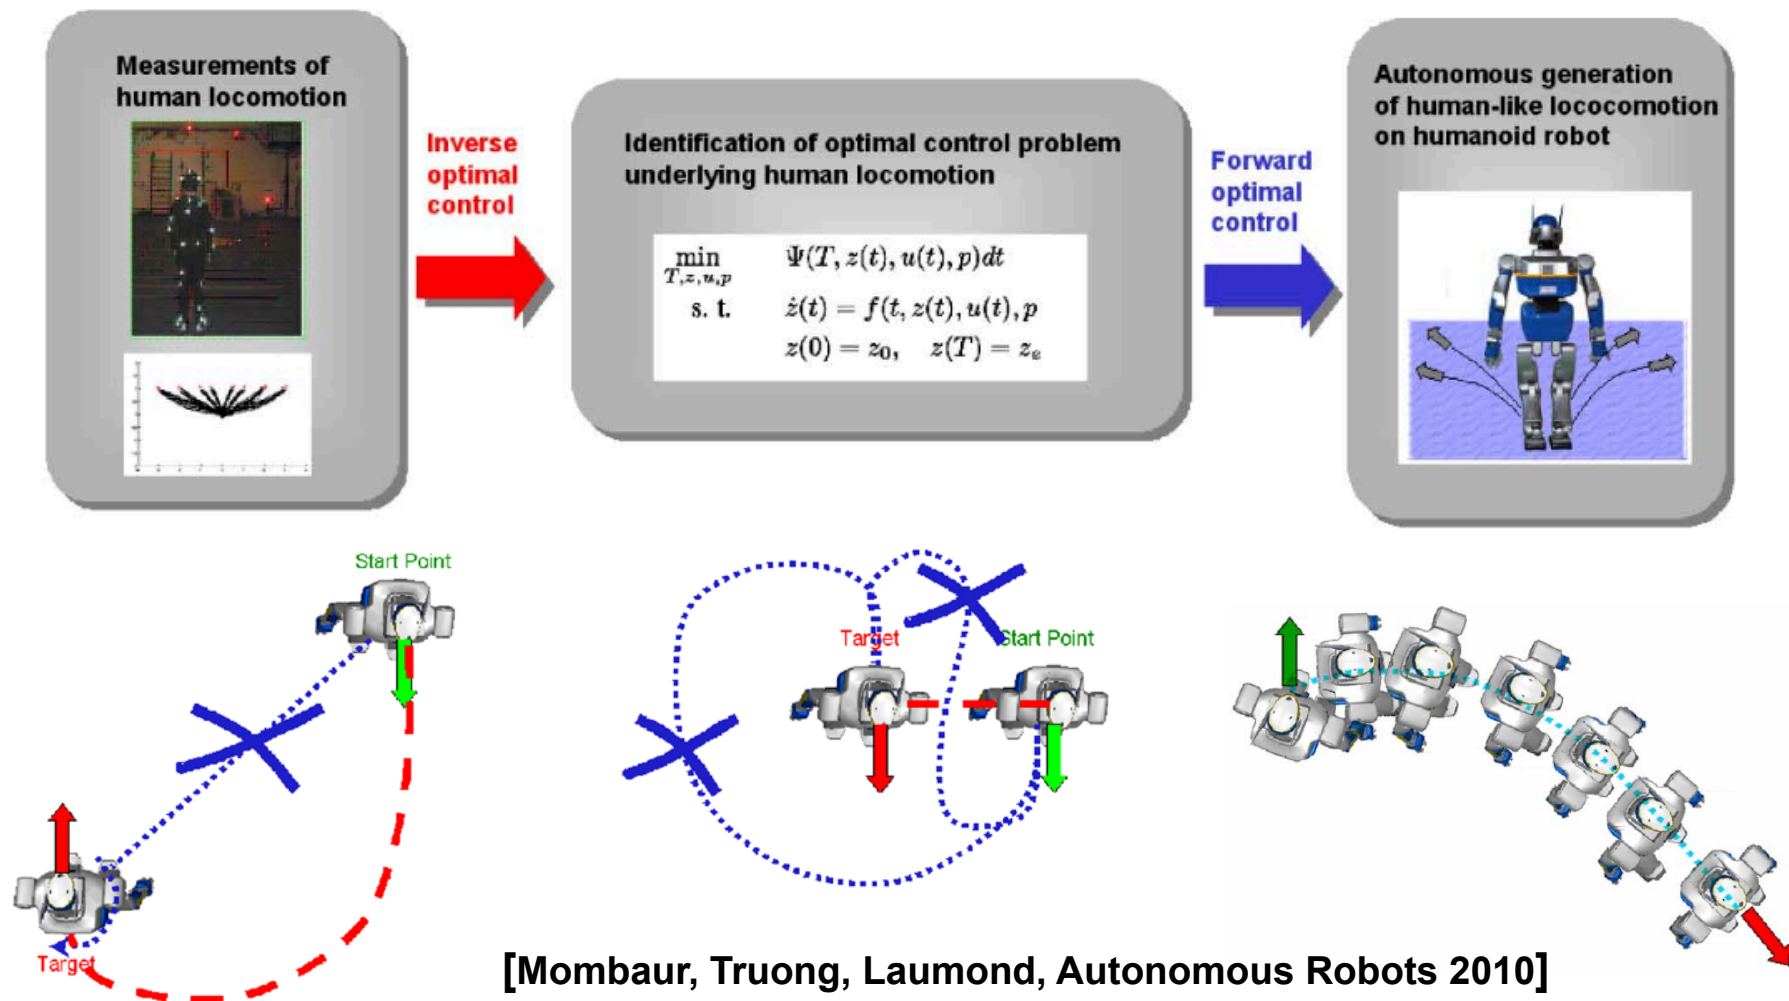 Measurements of
human locomotion
Inverse
optimal
control
Identification of optimal control problem
underlying human locomotion
min Ψ(T, z(t), u(t), p)dt
T,z,u,p
s. t. ż(t) = f(t, z(t), u(t), p
z(0) = z₀, z(T) = zₑ
Forward
optimal
control
Autonomous generation
of human-like lococomotion
on humanoid robot
Start Point
Target
Target
Start Point
[Mombaur, Truong, Laumond, Autonomous Robots 2010]